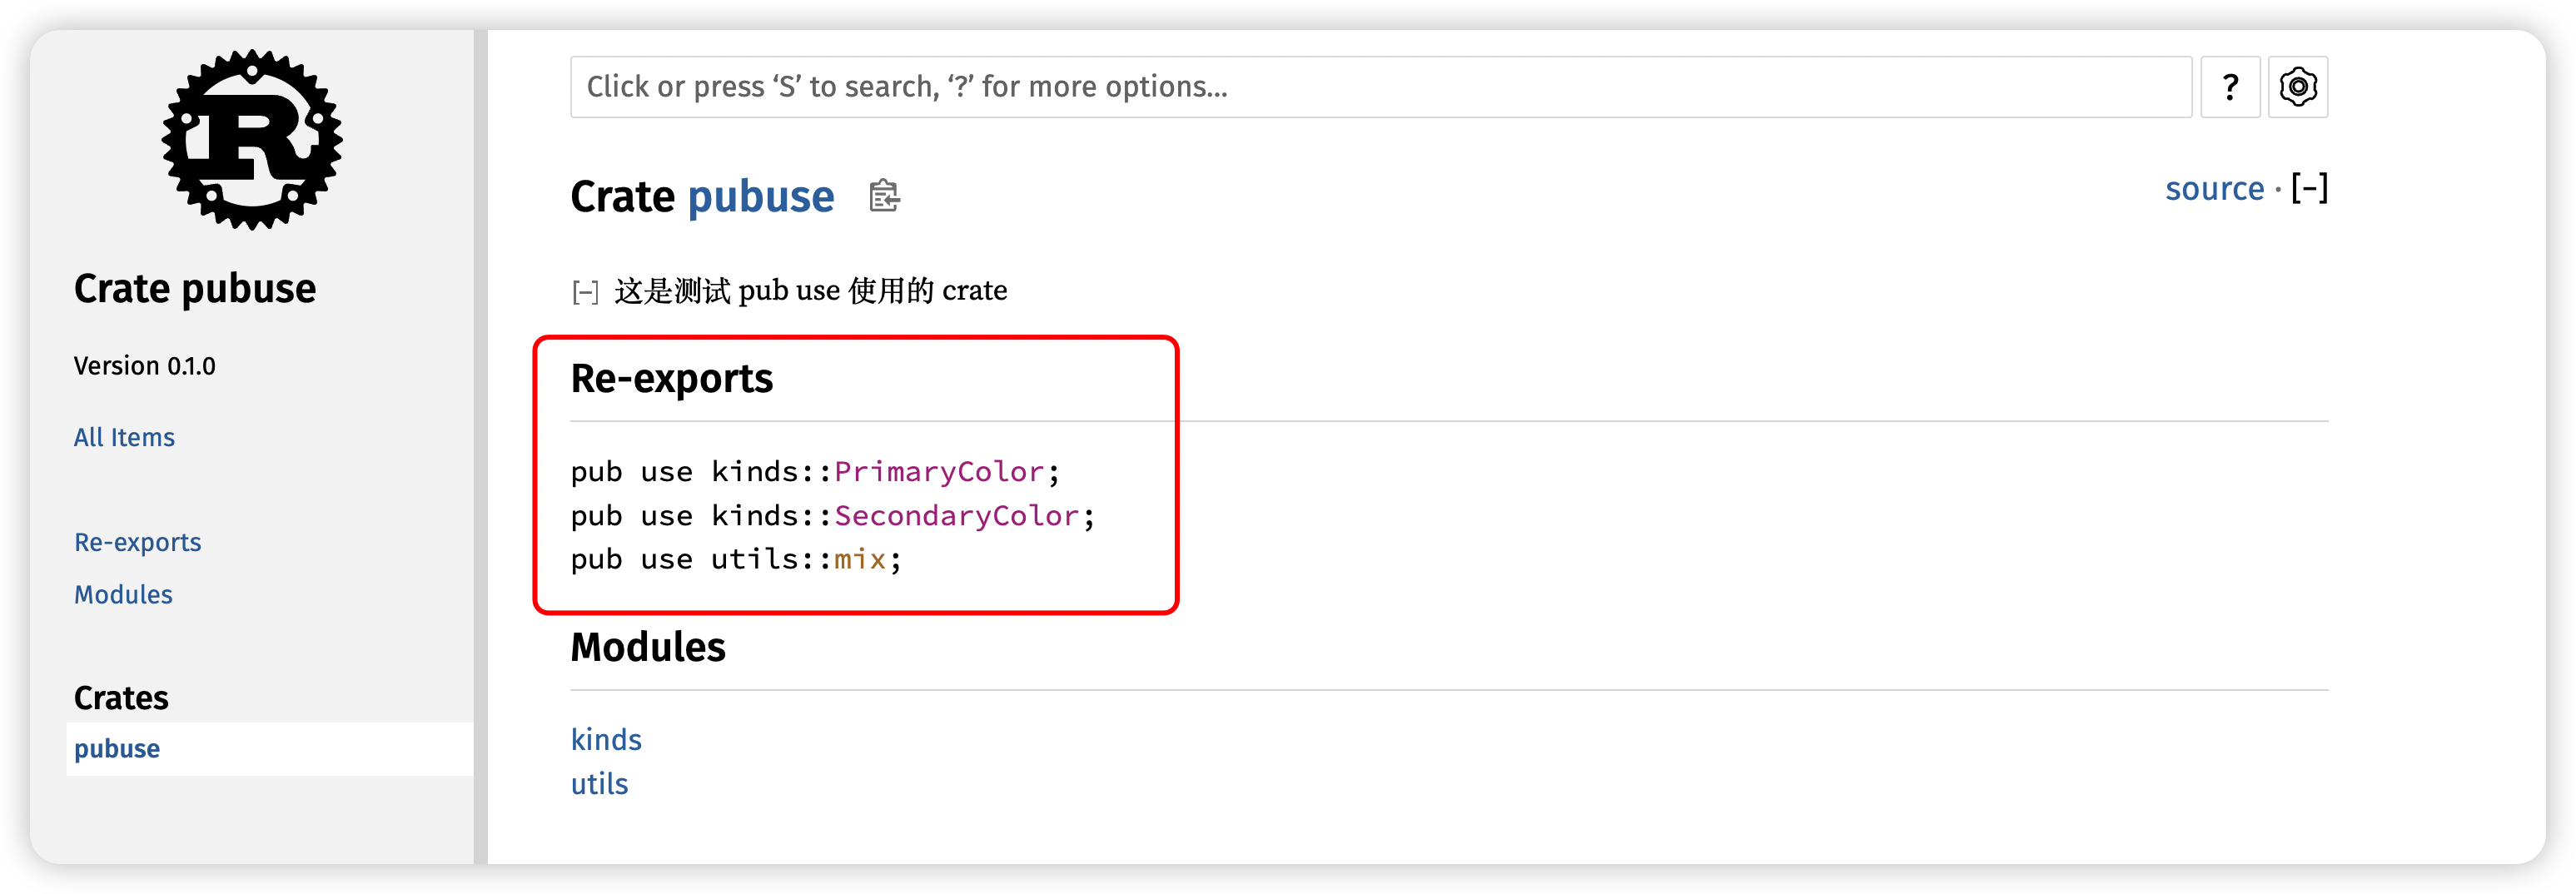 R
Crate pubuse
Version 0.1.0
All Items
Re-exports
Modules
Crates
pubuse
Click or press ‘S’ to search, ‘?’ for more options...
?
Crate pubuse
source · [-]
[-] 这是测试 pub use 使用的 crate
Re-exports
pub use kinds::PrimaryColor;
pub use kinds::SecondaryColor;
pub use utils::mix;
Modules
kinds
utils